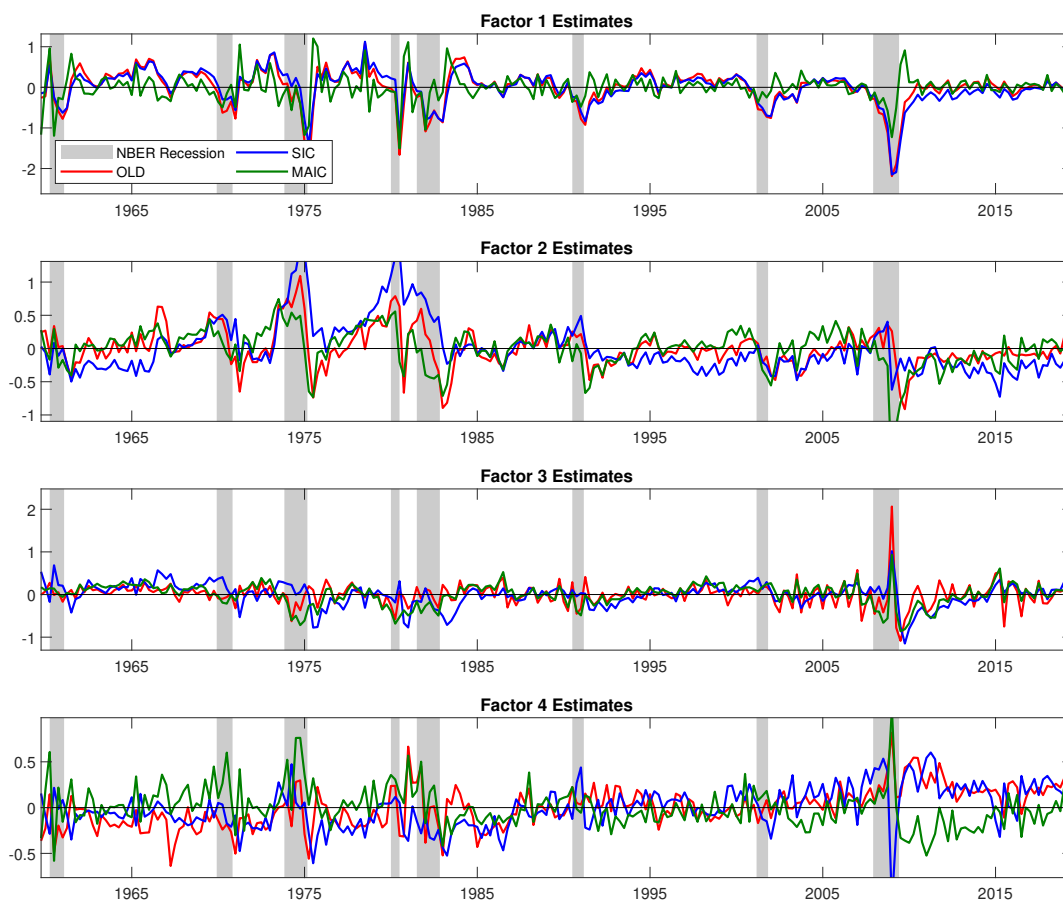 Factor 1 Estimates
1
0
-1
-2
NBER Recession SIC
OLD MAIC
1965 1975 1985 1995 2005 2015
Factor 2 Estimates
1
0.5
0
-0.5
-1
1965 1975 1985 1995 2005 2015
Factor 3 Estimates
2
1
0
-1
1965 1975 1985 1995 2005 2015
Factor 4 Estimates
0.5
0
-0.5
1965 1975 1985 1995 2005 2015